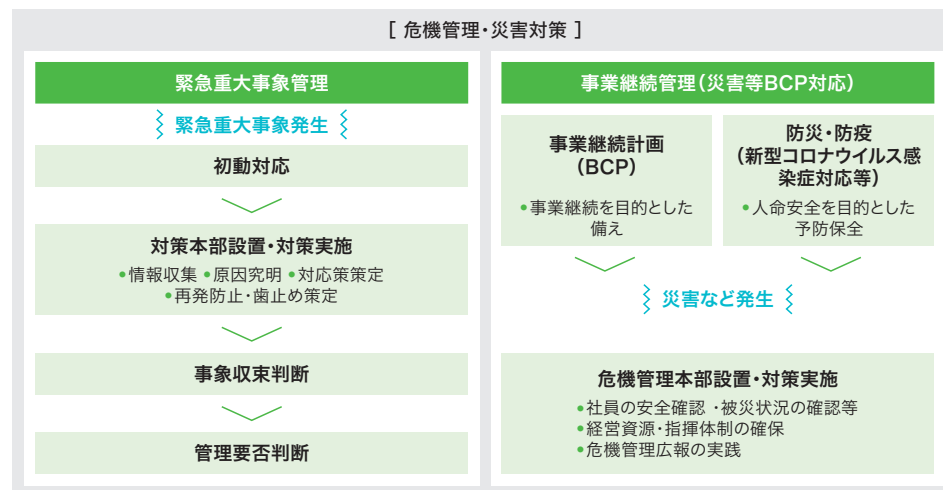 [ 危機管理・災害対策 ]
緊急重大事象管理
緊急重大事象発生
初動対応
対策本部設置・対策実施
•情報収集 •原因究明 •対応策策定
•再発防止・歯止め策定
事象収束判断
管理要否判断
事業継続管理（災害等BCP対応）
事業継続計画
（BCP）
•事業継続を目的とした
備え
防災・防疫
（新型コロナウイルス感
染症対応等）
•人命安全を目的とした
予防保全
災害など発生
危機管理本部設置・対策実施
•社員の安全確認 ・被災状況の確認等
•経営資源・指揮体制の確保
•危機管理広報の実践